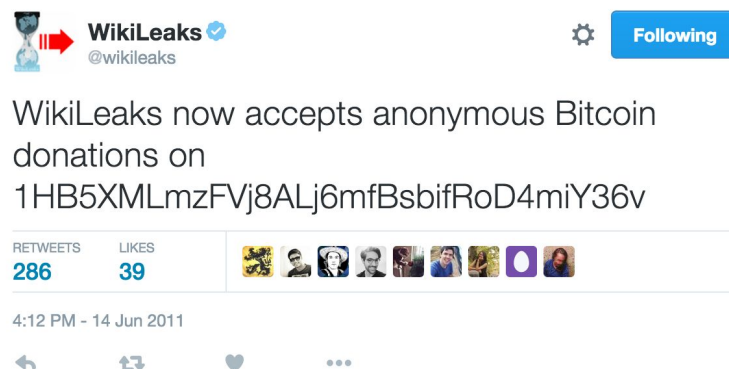 WikiLeaks
@wikileaks
Following
WikiLeaks now accepts anonymous Bitcoin
donations on
1HB5XMLmzFVj8ALj6mfBsbifRoD4miY36v
RETWEETS LIKES
286 39
4:12 PM - 14 Jun 2011